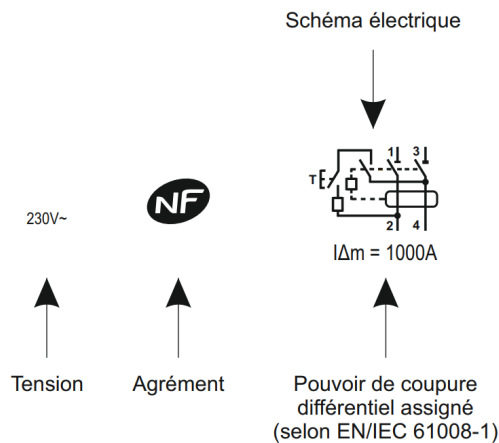 Schéma électrique
1 3
T
2 4
230V~
NF
IΔm = 1000A
Tension
Agrément
Pouvoir de coupure
différentiel assigné
(selon EN/IEC 61008-1)